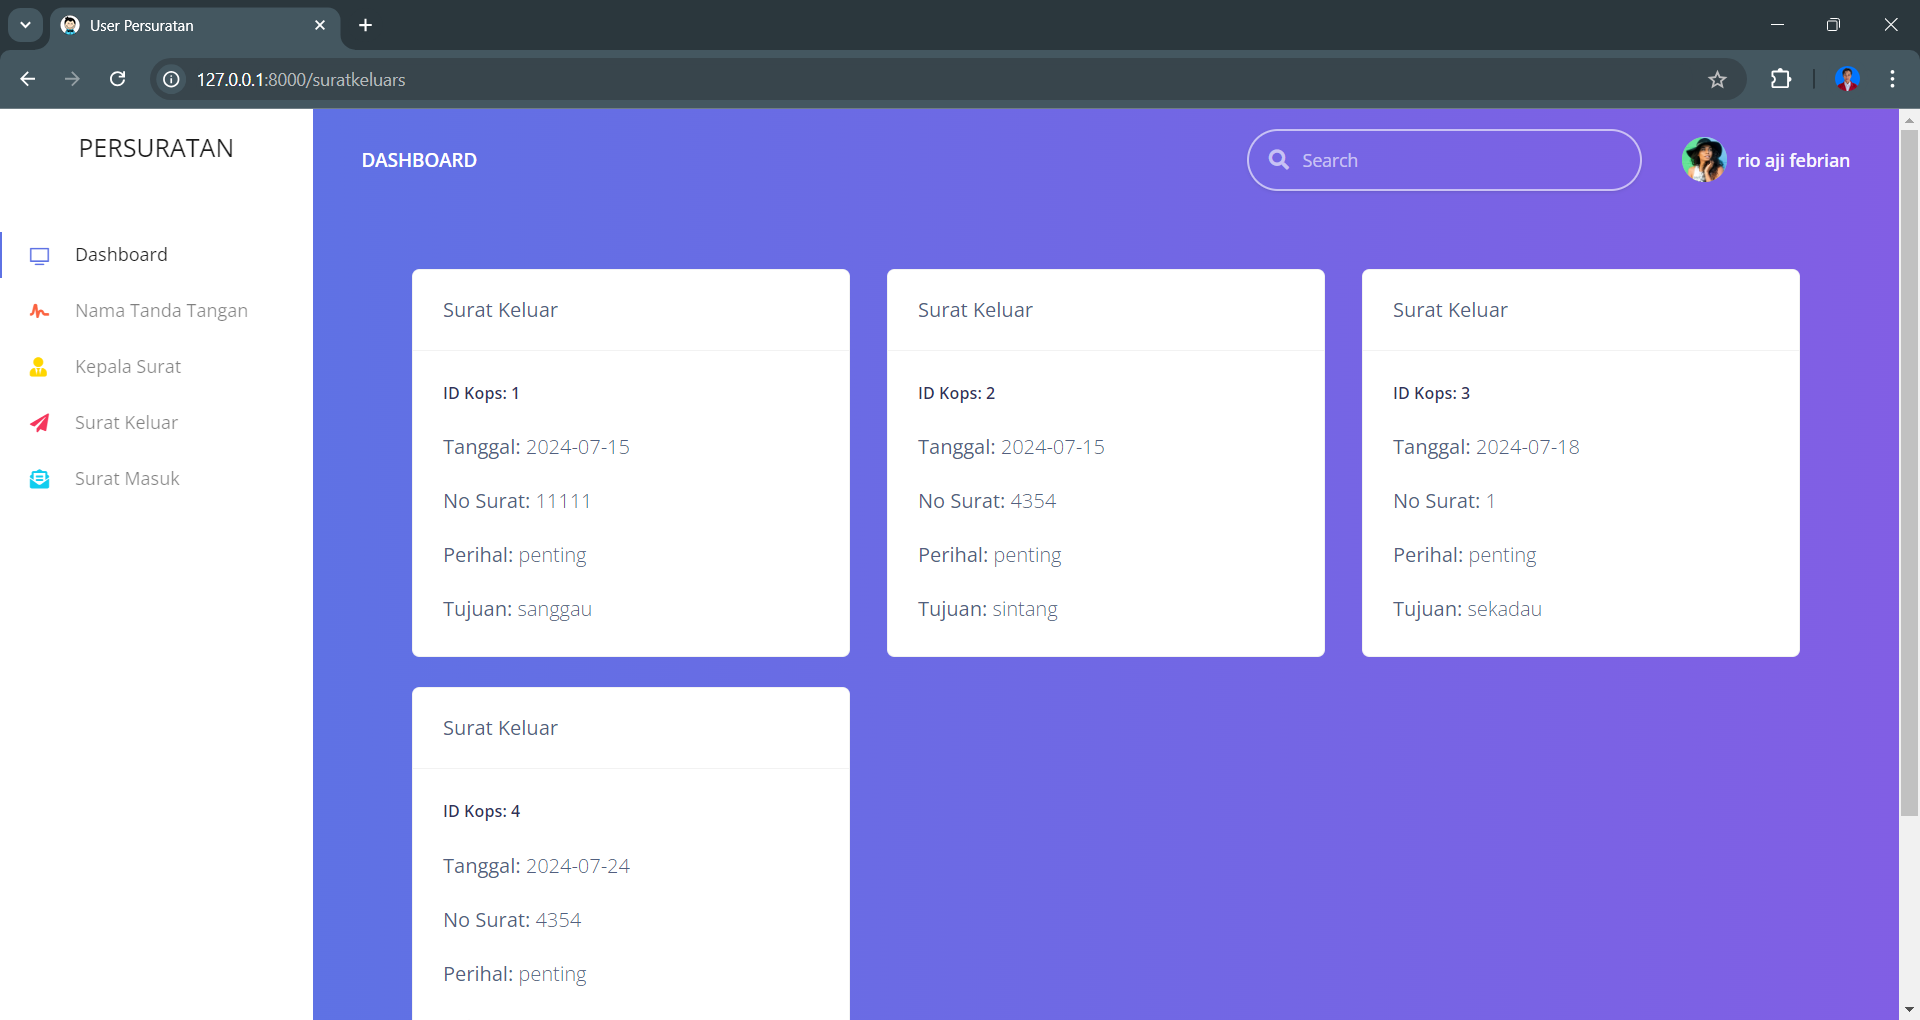 User Persuratan
127.0.0.1:8000/suratkeluars
PERSURATAN
DASHBOARD
Search
rio aji febrian
Dashboard
Nama Tanda Tangan
Kepala Surat
Surat Keluar
Surat Masuk
Surat Keluar
ID Kops: 1
Tanggal: 2024-07-15
No Surat: 11111
Perihal: penting
Tujuan: sanggau
Surat Keluar
ID Kops: 2
Tanggal: 2024-07-15
No Surat: 4354
Perihal: penting
Tujuan: sintang
Surat Keluar
ID Kops: 3
Tanggal: 2024-07-18
No Surat: 1
Perihal: penting
Tujuan: sekadau
Surat Keluar
ID Kops: 4
Tanggal: 2024-07-24
No Surat: 4354
Perihal: penting